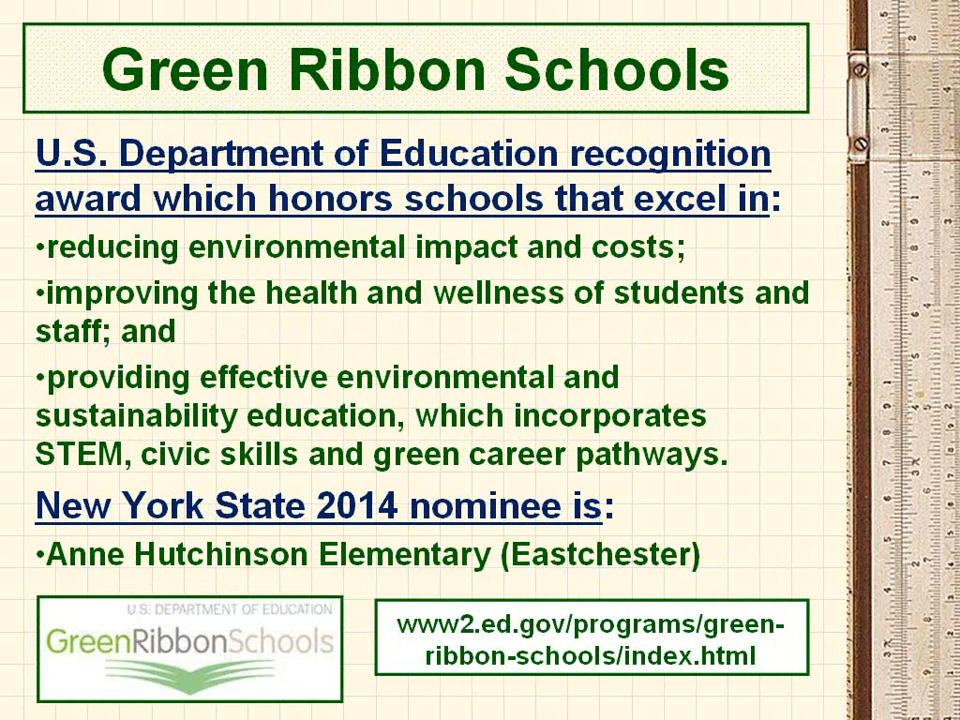 Green Ribbon Schools
U.S. Department of Education recognition
award which honors schools that excel in:
•reducing environmental impact and costs;
•improving the health and wellness of students and
staff; and
•providing effective environmental and
sustainability education, which incorporates
STEM, civic skills and green career pathways.
New York State 2014 nominee is:
•Anne Hutchinson Elementary (Eastchester)
U.S. DEPARTMENT OF EDUCATION
GreenRibbonSchools
www2.ed.gov/programs/green-
ribbon-schools/index.html